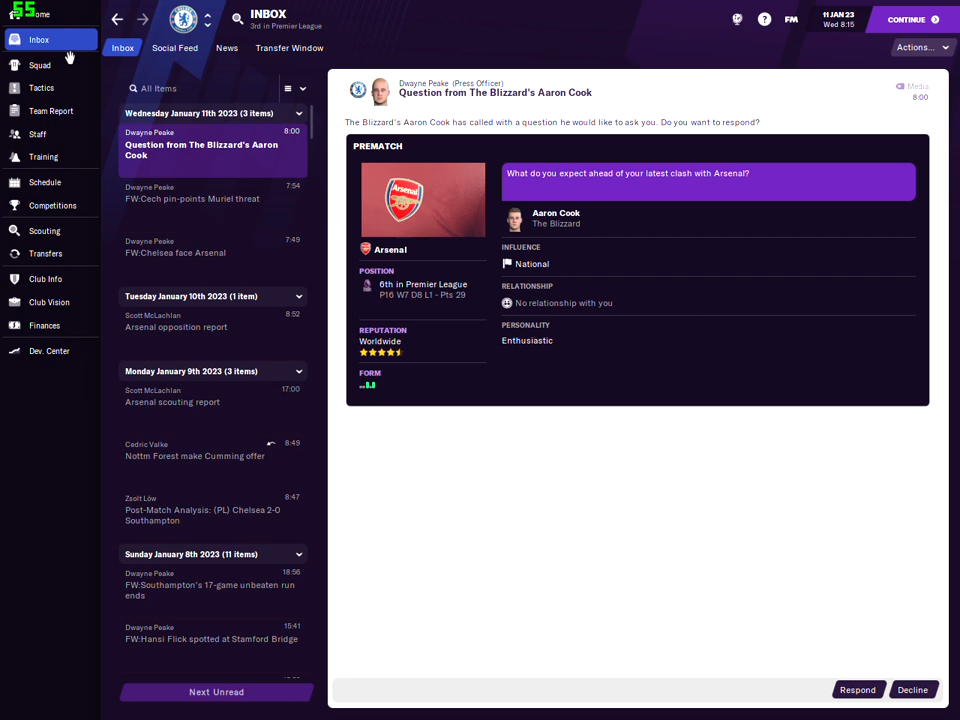 55
ome
INBOX
3rd in Premier League
FM
11 JAN 23
Wed 8:15
CONTINUE
Inbox
Social Feed
News
Transfer Window
Actions...
Inbox
Squad
Tactics
Team Report
Staff
Training
Schedule
Competitions
Scouting
Transfers
Club Info
Club Vision
Finances
Dev. Center
All Items
Wednesday January 11th 2023 (3 items)
Dwayne Peake
8:00
Question from The Blizzard's Aaron
Cook
Dwayne Peake
7:54
FW:Cech pin-points Muriel threat
Dwayne Peake
7:49
FW:Chelsea face Arsenal
Tuesday January 10th 2023 (1 item)
Scott McLachlan
8:52
Arsenal opposition report
Monday January 9th 2023 (3 items)
Scott McLachlan
17:00
Arsenal scouting report
Cedric Valke
8:49
Nottm Forest make Cumming offer
Zsolt Löw
8:47
Post-Match Analysis: (PL) Chelsea 2-0
Southampton
Sunday January 8th 2023 (11 items)
Dwayne Peake
18:56
FW:Southampton's 17-game unbeaten run
ends
Dwayne Peake
15:41
FW:Hansi Flick spotted at Stamford Bridge
Next Unread
Dwayne Peake (Press Officer)
Question from The Blizzard's Aaron Cook
Media
8:00
The Blizzard's Aaron Cook has called with a question he would like to ask you. Do you want to respond?
PREMATCH
Arsenal
Arsenal
POSITION
6th in Premier League
P16 W7 D8 L1 - Pts 29
REPUTATION
Worldwide
FORM
What do you expect ahead of your latest clash with Arsenal?
Aaron Cook
The Blizzard
INFLUENCE
National
RELATIONSHIP
No relationship with you
PERSONALITY
Enthusiastic
Respond
Decline